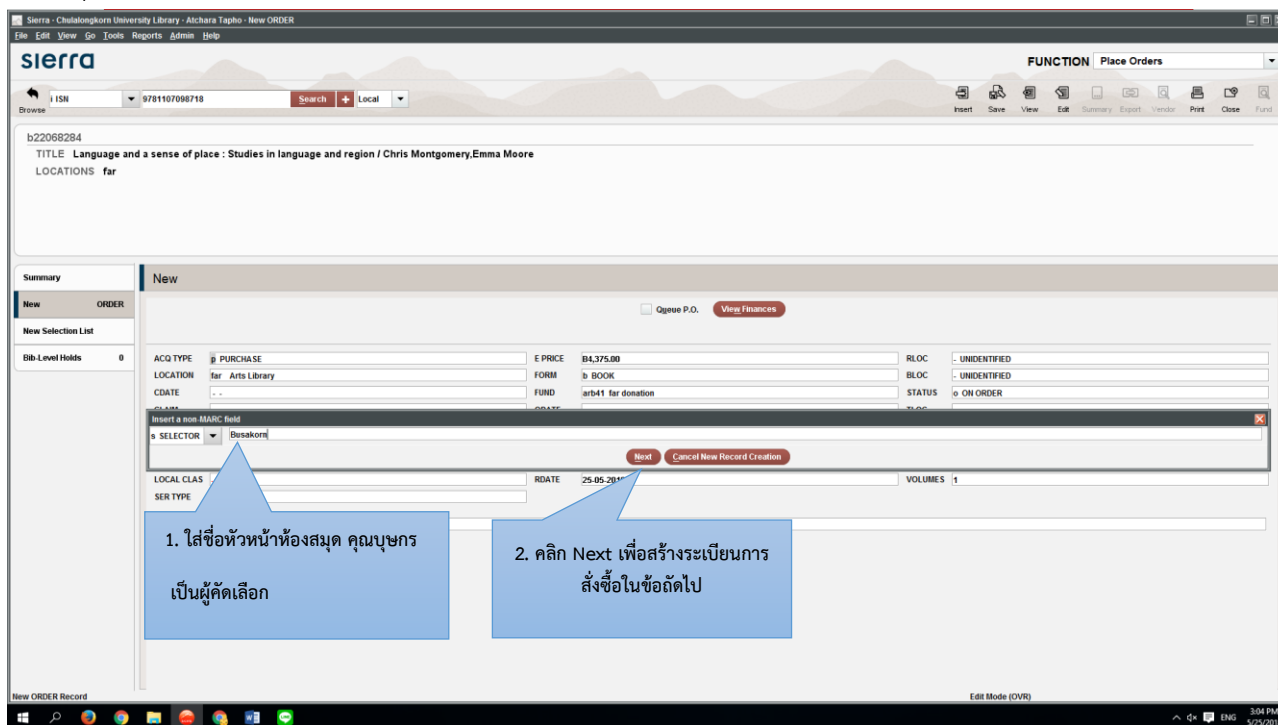 Sierra - Chulalongkorn University Library - Atchara Tapho - New ORDER
File Edit View Go Tools Reports Admin Help
sierra
FUNCTION Place Orders
Browse i ISN 9781107098718 Search + Local
Insert Save View Edit Summary Export Vendor Print Close Fund
b22068284
TITLE Language and a sense of place : Studies in language and region / Chris Montgomery,Emma Moore
LOCATIONS far
Summary
New ORDER
New Selection List
Bib-Level Holds 0
New
Queue P.O. View Finances
ACQ TYPE p PURCHASE E PRICE B4,375.00 RLOC - UNIDENTIFIED
LOCATION far Arts Library FORM b BOOK BLOC - UNIDENTIFIED
CDATE - - FUND arb41 far donation STATUS o ON ORDER
Insert a non-MARC field
s SELECTOR Busakorn
Next Cancel New Record Creation
LOCAL CLAS RDATE VOLUMES 1
SER TYPE
1. ใส่ชื่อหัวหน้าห้องสมุด คุณบุษกร
เป็นผู้คัดเลือก
2. คลิก Next เพื่อสร้างระเบียนการ
สั่งซื้อในข้อถัดไป
New ORDER Record
Edit Mode (OVR)
ENG
3:04 PM